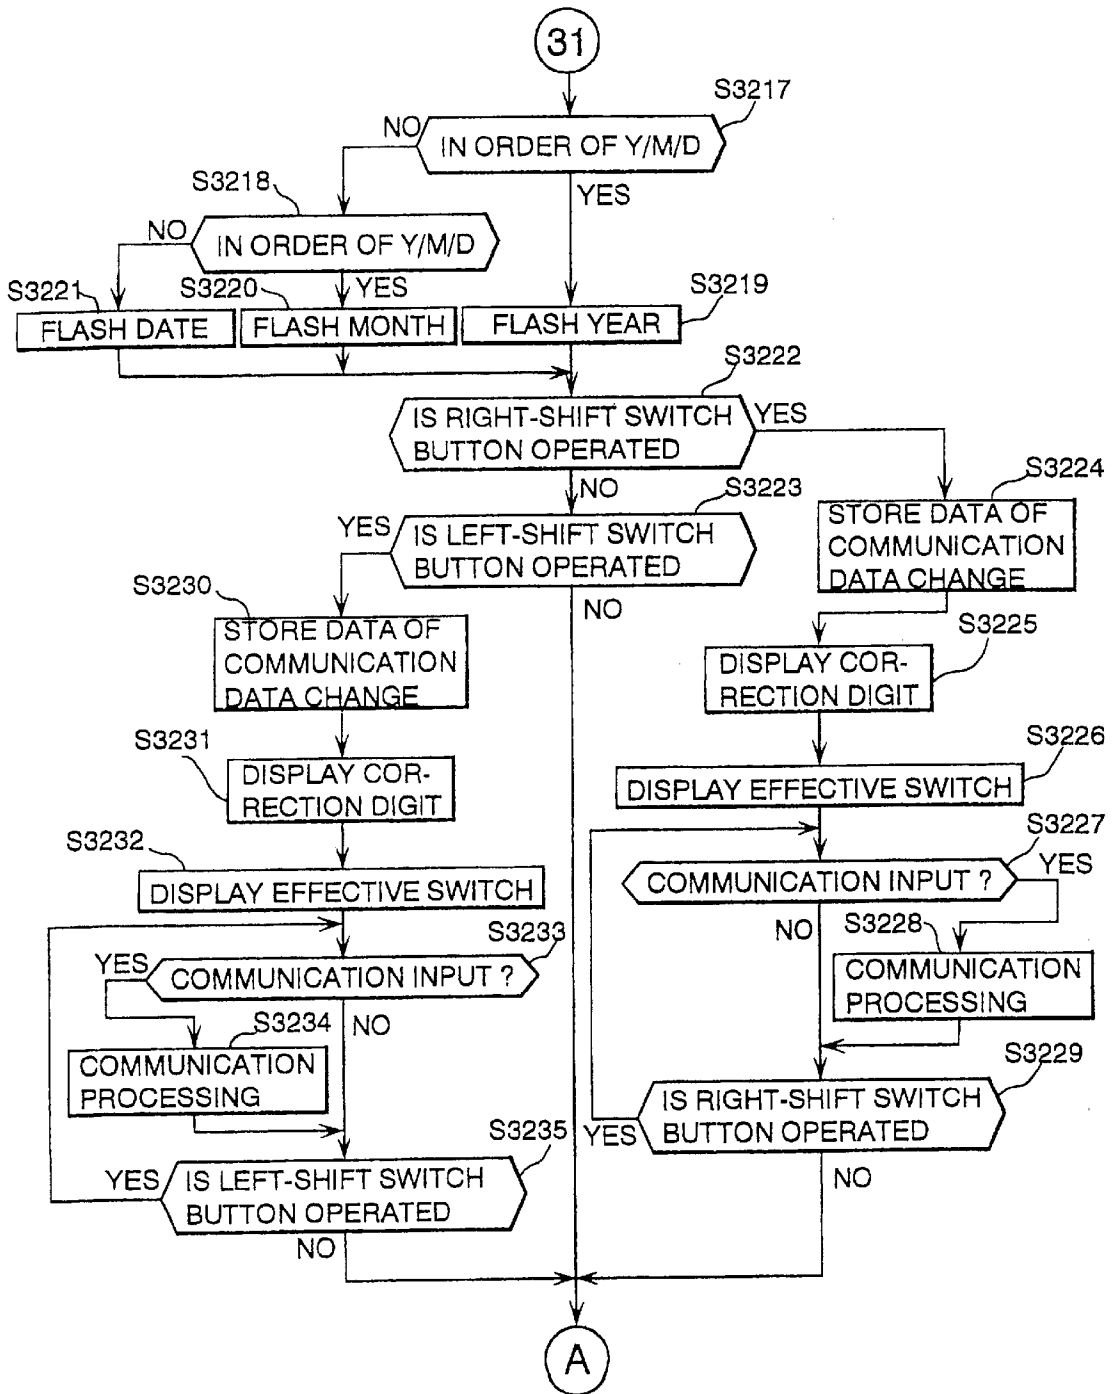 31
S3217
IN ORDER OF Y/M/D
NO
YES
S3218
IN ORDER OF Y/M/D
NO
YES
S3221
FLASH DATE
S3220
FLASH MONTH
S3219
FLASH YEAR
S3222
IS RIGHT-SHIFT SWITCH
BUTTON OPERATED
YES
NO
S3223
IS LEFT-SHIFT SWITCH
BUTTON OPERATED
YES
NO
S3224
STORE DATA OF
COMMUNICATION
DATA CHANGE
S3225
DISPLAY COR-
RECTION DIGIT
S3226
DISPLAY EFFECTIVE SWITCH
S3227
COMMUNICATION INPUT ?
YES
NO
S3228
COMMUNICATION
PROCESSING
S3229
IS RIGHT-SHIFT SWITCH
BUTTON OPERATED
YES
NO
S3230
STORE DATA OF
COMMUNICATION
DATA CHANGE
S3231
DISPLAY COR-
RECTION DIGIT
S3232
DISPLAY EFFECTIVE SWITCH
S3233
COMMUNICATION INPUT ?
YES
NO
S3234
COMMUNICATION
PROCESSING
S3235
IS LEFT-SHIFT SWITCH
BUTTON OPERATED
YES
NO
A